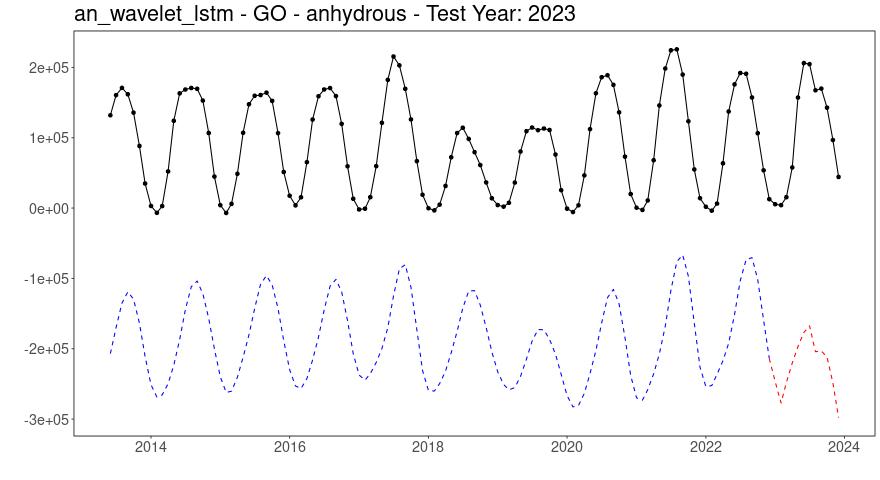 an_wavelet_lstm - GO - anhydrous - Test Year: 2023
2e+05
1e+05
0e+00
-1e+05
-2e+05
-3e+05
2014 2016 2018 2020 2022 2024